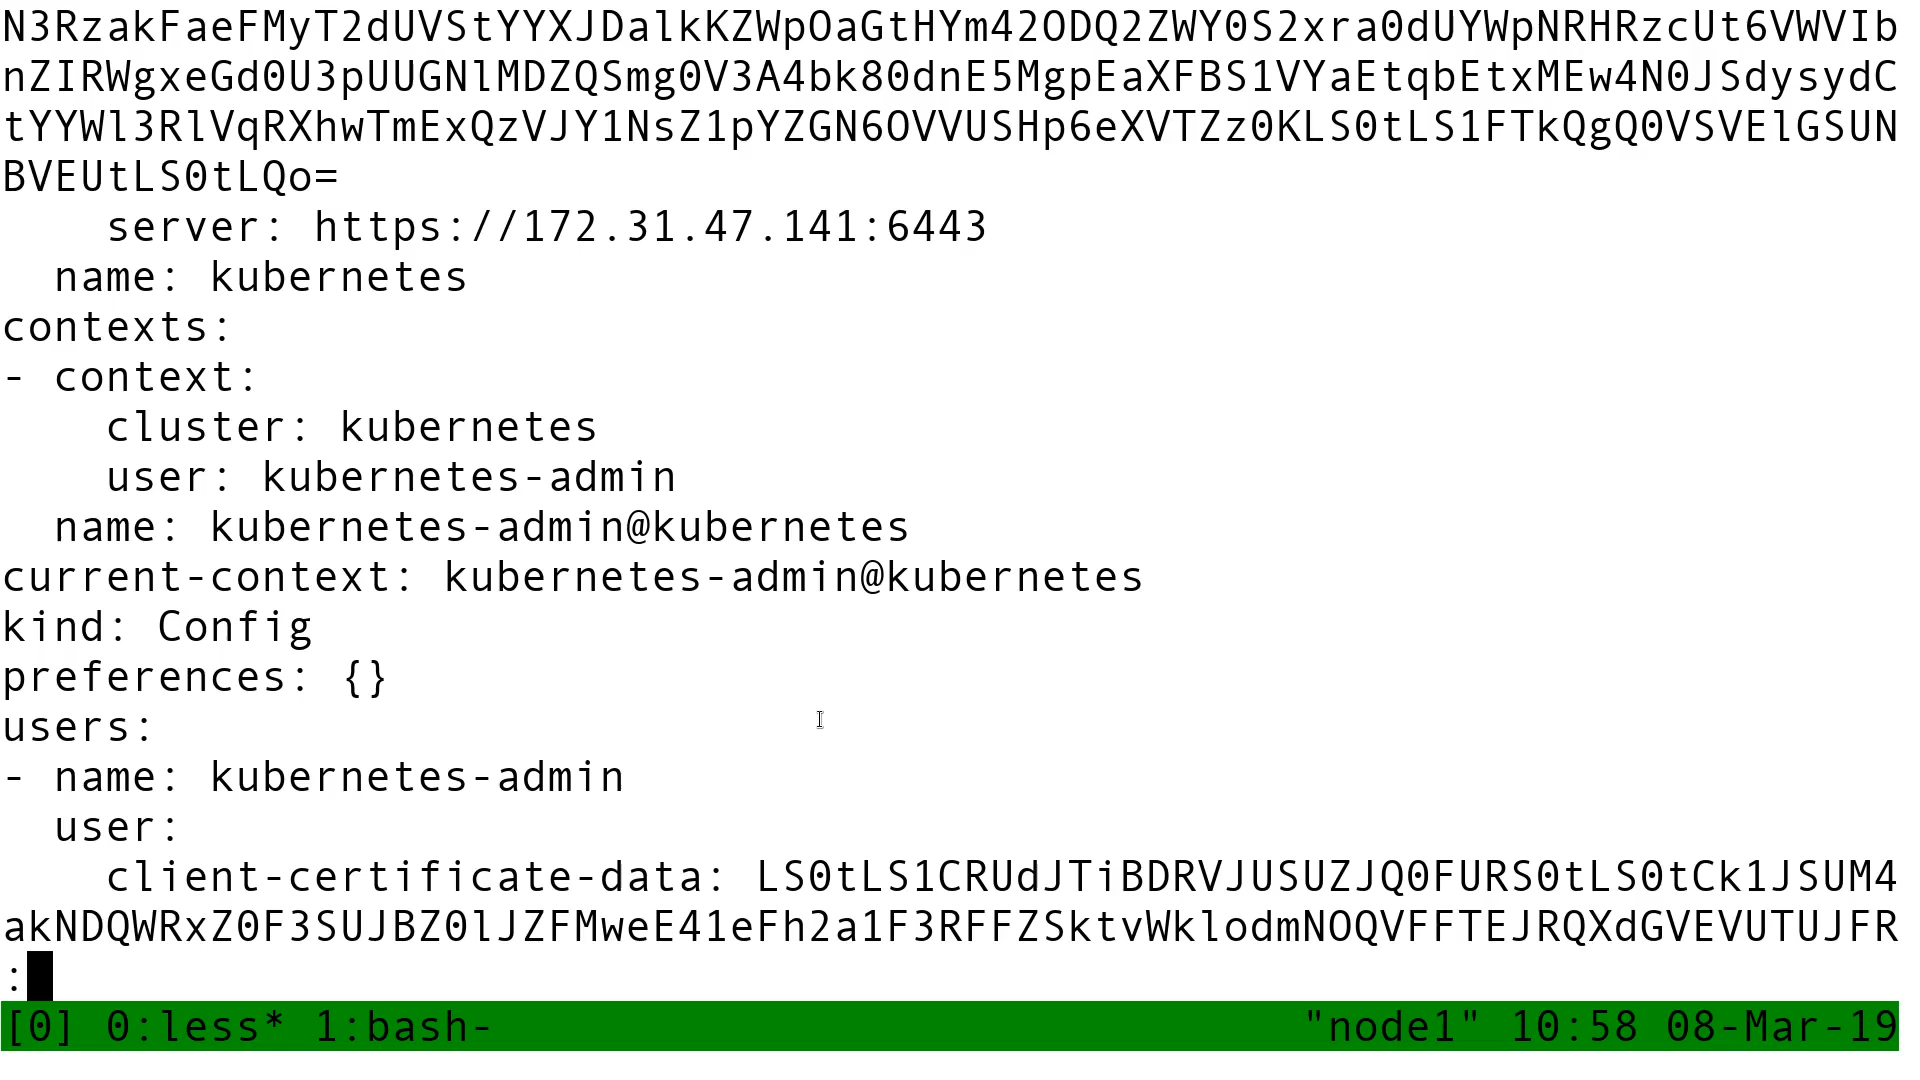 N3RzakFaeFMyT2dUVStYYXJDalkKZWpOaGtHYm42ODQ2ZWY0S2xra0dUYWpNRHRzcUt6VWVIb
nZIRWgxeGd0U3pUUGNlMDZQSmg0V3A4bk80dnE5MgpEaXFBS1VYaEtqbEtxMEw4N0JSdysydC
tYYWl3RlVqRXhwTmExQzVJY1NsZ1pYZGN6OVVUSHp6eXVTZz0KLS0tLS1FTkQgQ0VSVElGSUN
BVEUtLS0tLQo=
    server: https://172.31.47.141:6443
  name: kubernetes
contexts:
- context:
    cluster: kubernetes
    user: kubernetes-admin
  name: kubernetes-admin@kubernetes
current-context: kubernetes-admin@kubernetes
kind: Config
preferences: {}
users:
- name: kubernetes-admin
  user:
    client-certificate-data: LS0tLS1CRUdJTiBDRVJUSUZJQ0FURS0tLS0tCk1JSUM4
akNDQWRxZ0F3SUJBZ0lJZFMweE41eFh2a1F3RFFZSktvWklodmNOQVFFTEJRQXdGVEVUTUJFR
:
[0] 0:less* 1:bash- "node1" 10:58 08-Mar-19